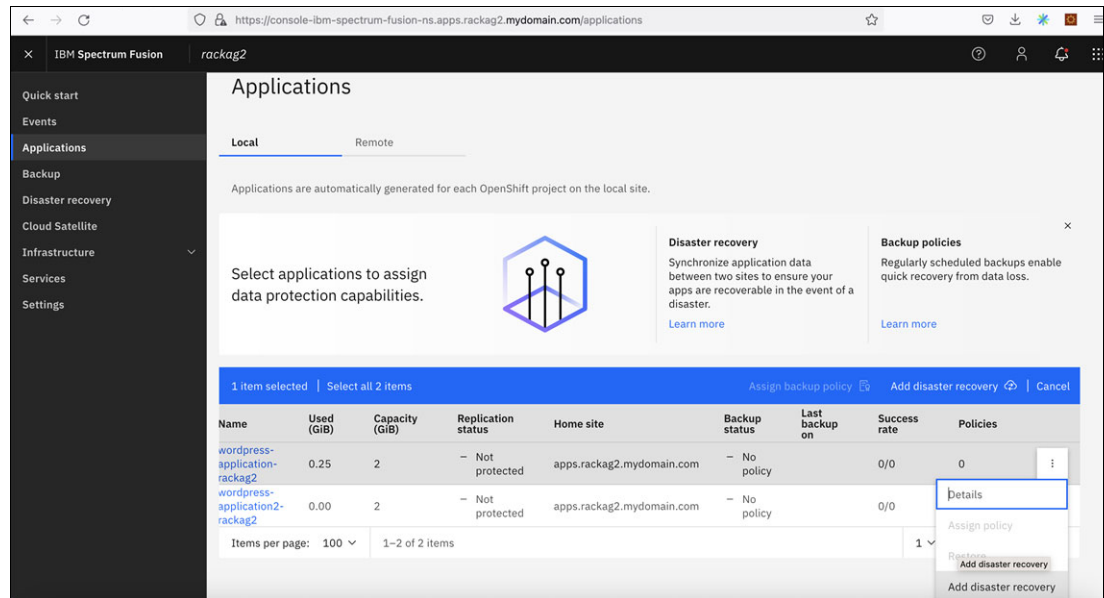 https://console-ibm-spectrum-fusion-ns.apps.rackag2.mydomain.com/applications
IBM Spectrum Fusion
rackag2
Quick start
Events
Applications
Backup
Disaster recovery
Cloud Satellite
Infrastructure
Services
Settings
Applications
Local
Remote
Applications are automatically generated for each OpenShift project on the local site.
Select applications to assign
data protection capabilities.
Disaster recovery
Synchronize application data
between two sites to ensure your
apps are recoverable in the event of a
disaster.
Learn more
Backup policies
Regularly scheduled backups enable
quick recovery from data loss.
Learn more
1 item selected | Select all 2 items
Assign backup policy
Add disaster recovery | Cancel
Name
Used
(GiB)
Capacity
(GiB)
Replication
status
Home site
Backup
status
Last
backup
on
Success
rate
Policies
wordpress-
application-
rackag2
0.25
2
– Not
protected
apps.rackag2.mydomain.com
– No
policy
0/0
0
wordpress-
application2-
rackag2
0.00
2
– Not
protected
apps.rackag2.mydomain.com
– No
policy
0/0
Items per page: 100
1–2 of 2 items
1
Details
Assign policy
Restore
Add disaster recovery
Add disaster recovery